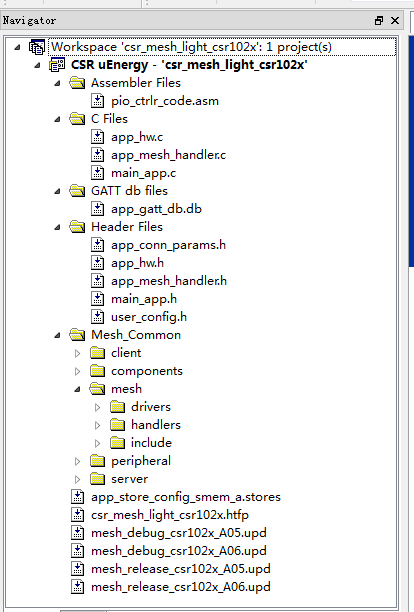 Navigator
Workspace 'csr_mesh_light_csr102x': 1 project(s)
CSR uEnergy - 'csr_mesh_light_csr102x'
Assembler Files
pio_ctrlr_code.asm
C Files
app_hw.c
app_mesh_handler.c
main_app.c
GATT db files
app_gatt_db.db
Header Files
app_conn_params.h
app_hw.h
app_mesh_handler.h
main_app.h
user_config.h
Mesh_Common
client
components
mesh
drivers
handlers
include
peripheral
server
app_store_config_smem_a.stores
csr_mesh_light_csr102x.htfp
mesh_debug_csr102x_A05.upd
mesh_debug_csr102x_A06.upd
mesh_release_csr102x_A05.upd
mesh_release_csr102x_A06.upd